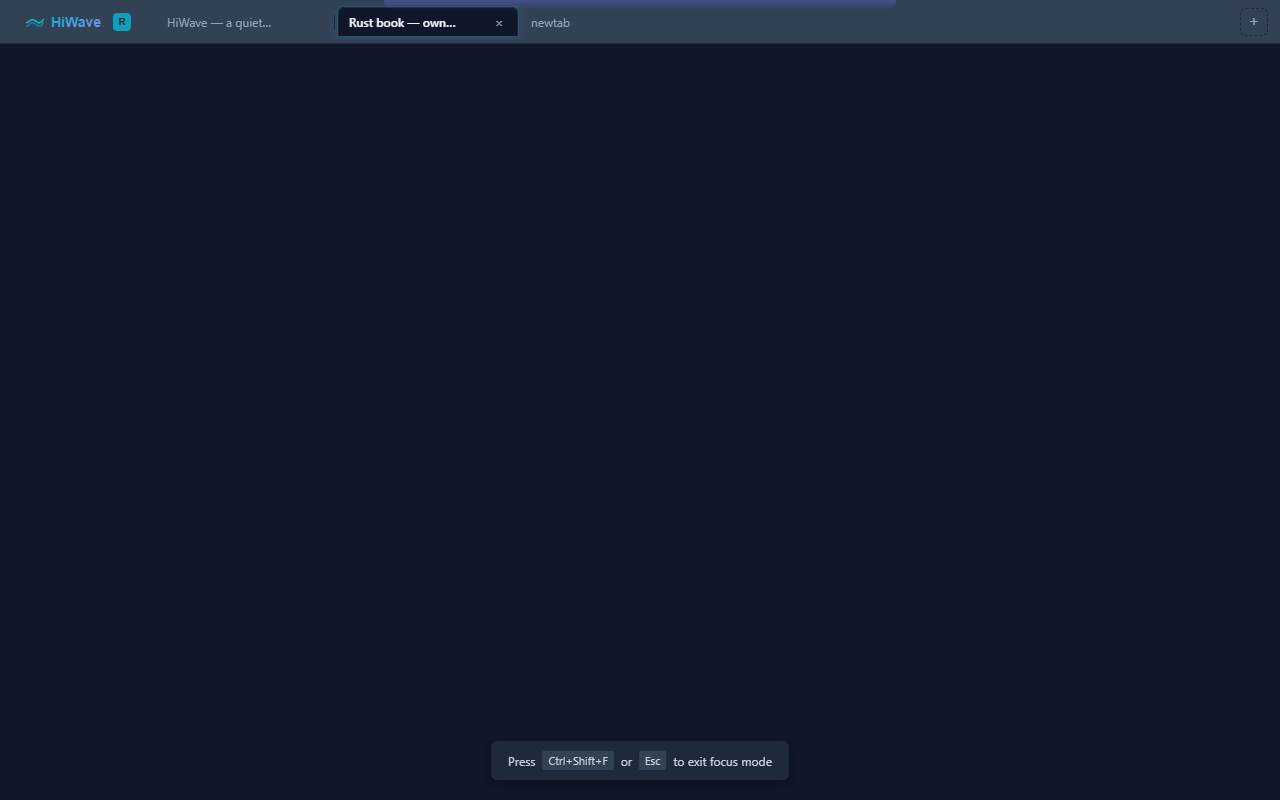 HiWave R HiWave — a quiet... Rust book — own... × newtab +
Press Ctrl+Shift+F or Esc to exit focus mode